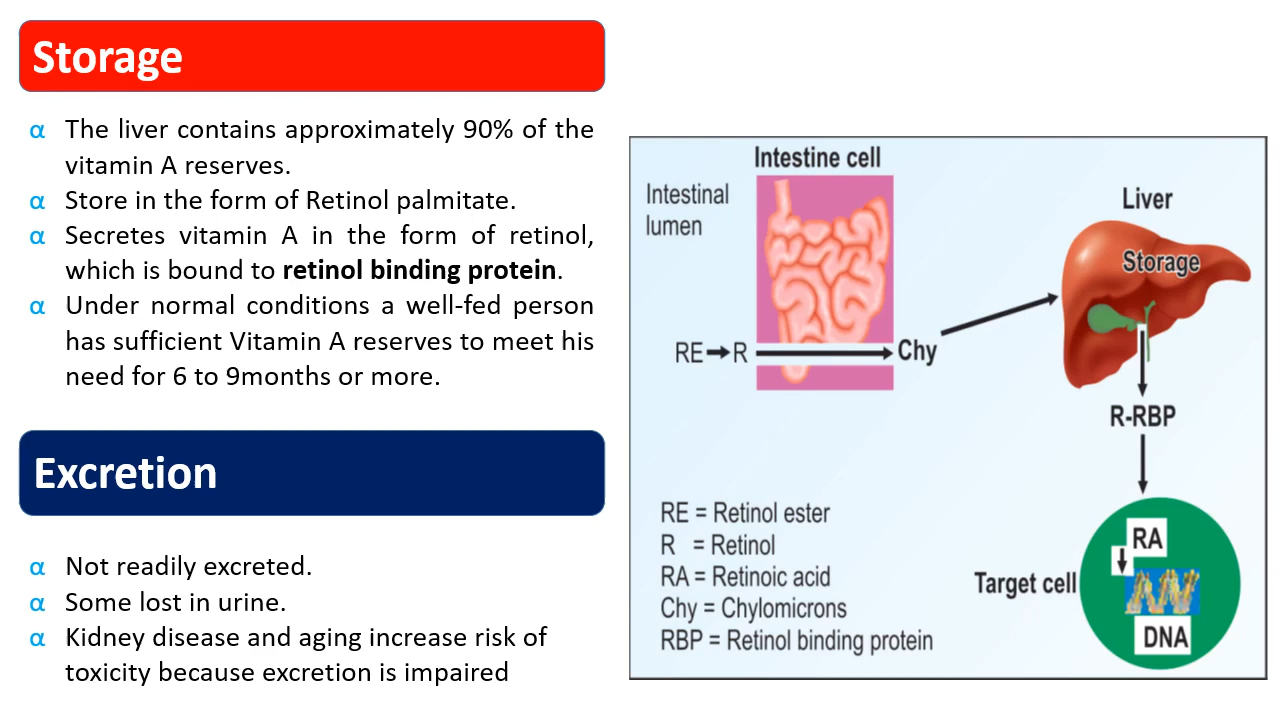 Storage
α The liver contains approximately 90% of the
vitamin A reserves.
α Store in the form of Retinol palmitate.
α Secretes vitamin A in the form of retinol,
which is bound to retinol binding protein.
α Under normal conditions a well-fed person
has sufficient Vitamin A reserves to meet his
need for 6 to 9months or more.
Excretion
α Not readily excreted.
α Some lost in urine.
α Kidney disease and aging increase risk of
toxicity because excretion is impaired
Intestine cell
Intestinal
lumen
Liver
Storage
RE → R
Chy
R-RBP
RE = Retinol ester
R = Retinol
RA = Retinoic acid
Chy = Chylomicrons
RBP = Retinol binding protein
Target cell
RA
DNA